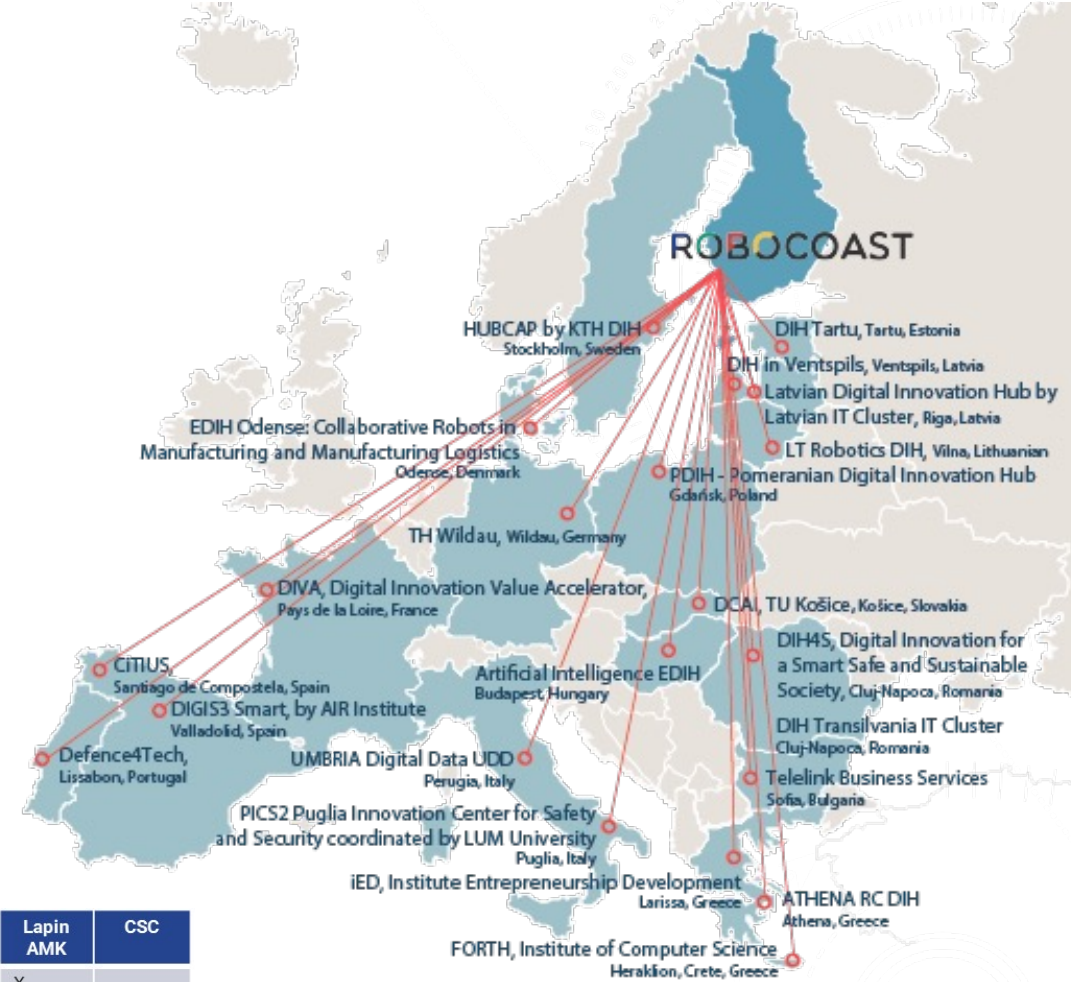 ROBOCOAST
HUBCAP by KTH DIH
Stockholm, Sweden
DIH Tartu, Tartu, Estonia
DIH in Ventspils, Ventspils, Latvia
Latvian Digital Innovation Hub by
Latvian IT Cluster, Riga, Latvia
EDIH Odense: Collaborative Robots in
Manufacturing and Manufacturing Logistics
Odense, Denmark
LT Robotics DIH, Vilna, Lithuanian
PDIH - Pomeranian Digital Innovation Hub
Gdańsk, Poland
TH Wildau, Wildau, Germany
DIVA, Digital Innovation Value Accelerator,
Pays de la Loire, France
DCAI, TU Košice, Košice, Slovakia
DIH4S, Digital Innovation for
a Smart Safe and Sustainable
Society, Cluj-Napoca, Romania
CiTIUS,
Santiago de Compostela, Spain
Artificial Intelligence EDIH
Budapest, Hungary
DIGIS3 Smart, by AIR Institute
Valladolid, Spain
DIH Transilvania IT Cluster
Cluj-Napoca, Romania
Defence4Tech,
Lissabon, Portugal
UMBRIA Digital Data UDD
Perugia, Italy
Telelink Business Services
Sofia, Bulgaria
PICS2 Puglia Innovation Center for Safety
and Security coordinated by LUM University
Puglia, Italy
iED, Institute Entrepreneurship Development
Larissa, Greece
ATHENA RC DIH
Athena, Greece
FORTH, Institute of Computer Science
Heraklion, Crete, Greece
Lapin
AMK
CSC